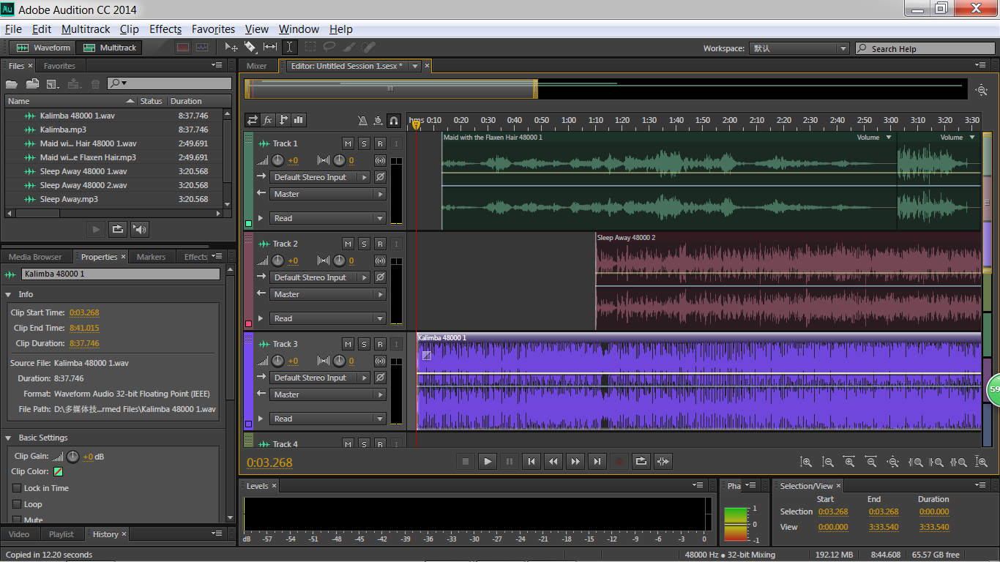 Au Adobe Audition CC 2014
File Edit Multitrack Clip Effects Favorites View Window Help
Waveform Multitrack Workspace: 默认 Search Help
Files × Favorites
Name Status Duration
Kalimba 48000 1.wav 8:37.746
Kalimba.mp3 8:37.746
Maid wi... Hair 48000 1.wav 2:49.691
Maid wi...e Flaxen Hair.mp3 2:49.691
Sleep Away 48000 1.wav 3:20.568
Sleep Away 48000 2.wav 3:20.568
Sleep Away.mp3 3:20.568
Media Browser Properties × Markers Effects
Kalimba 48000 1
Info
Clip Start Time: 0:03.268
Clip End Time: 8:41.015
Clip Duration: 8:37.746
Source File: Kalimba 48000 1.wav
Duration: 8:37.746
Format: Waveform Audio 32-bit Floating Point (IEEE)
File Path: D:\多媒体技...rmed Files\Kalimba 48000 1.wav
Basic Settings
Clip Gain: +0 dB
Clip Color:
Lock in Time
Loop
Mute
Video Playlist History ×
Mixer Editor: Untitled Session 1.sesx * ×
fx hms 0:10 0:20 0:30 0:40 0:50 1:00 1:10 1:20 1:30 1:40 1:50 2:00 2:10 2:20 2:30 2:40 2:50 3:00 3:10 3:20 3:30
Track 1 M S R I
+0 0
Default Stereo Input
Master
Read
Maid with the Flaxen Hair 48000 1 Volume Volume
Track 2 M S R I
+0 0
Default Stereo Input
Master
Read
Sleep Away 48000 2
Track 3 M S R I
+0 0
Default Stereo Input
Master
Read
Kalimba 48000 1
Track 4 M S R I
59
0:03.268
Levels ×
dB -57 -54 -51 -48 -45 -42 -39 -36 -33 -30 -27 -24 -21 -18 -15 -12 -9 -6 -3 0
Pha
1
0
-1
Selection/View ×
Start End Duration
Selection 0:03.268 0:03.268 0:00.000
View 0:00.000 3:33.540 3:33.540
Copied in 12.20 seconds 48000 Hz ● 32-bit Mixing 192.12 MB 8:44.608 65.57 GB free